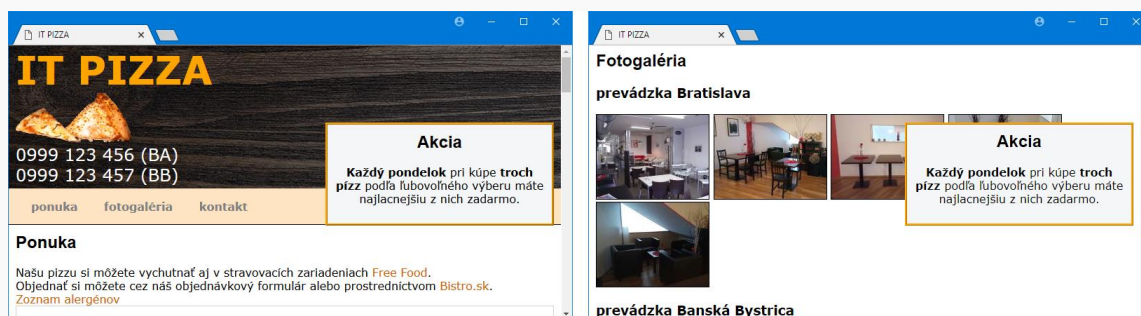 IT PIZZA
IT PIZZA
0999 123 456 (BA)
0999 123 457 (BB)
Akcia
Každý pondelok pri kúpe troch
pízz podľa ľubovoľného výberu máte
najlacnejšiu z nich zadarmo.
ponuka fotogaléria kontakt
Ponuka
Našu pizzu si môžete vychutnať aj v stravovacích zariadeniach Free Food.
Objednať si môžete cez náš objednávkový formulár alebo prostredníctvom Bistro.sk.
Zoznam alergénov
IT PIZZA
Fotogaléria
prevádzka Bratislava
Akcia
Každý pondelok pri kúpe troch
pízz podľa ľubovoľného výberu máte
najlacnejšiu z nich zadarmo.
prevádzka Banská Bystrica